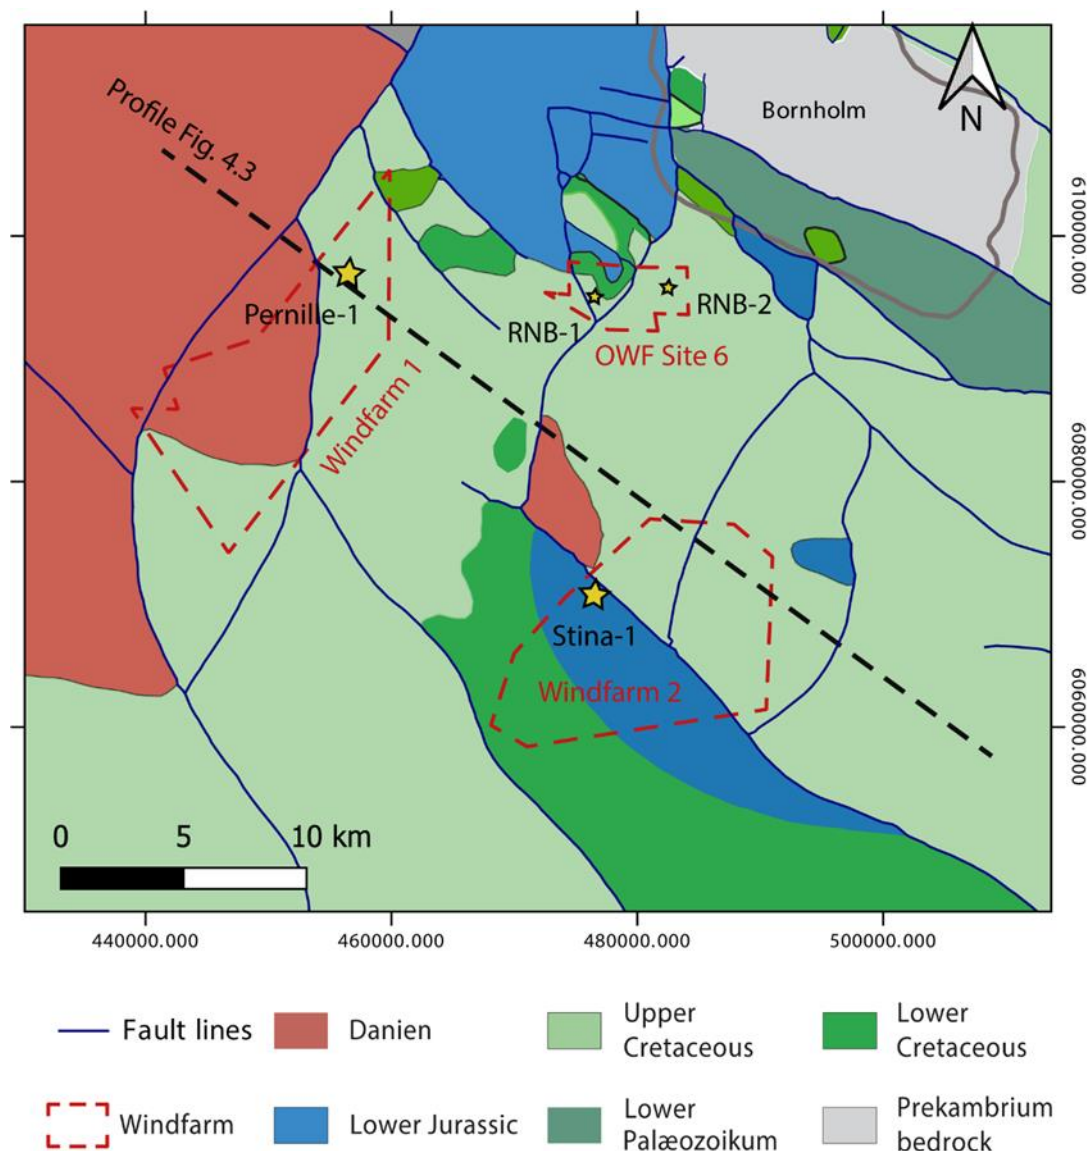 Profile Fig. 4.3
Bornholm
N
6100000.000
Pernille-1
RNB-1
RNB-2
OWF Site 6
Windfarm 1
6080000.000
Stina-1
Windfarm 2
6060000.000
0 5 10 km
440000.000 460000.000 480000.000 500000.000
Fault lines
Danien
Upper
Cretaceous
Lower
Cretaceous
Windfarm
Lower Jurassic
Lower
Palæozoikum
Prekambrium
bedrock